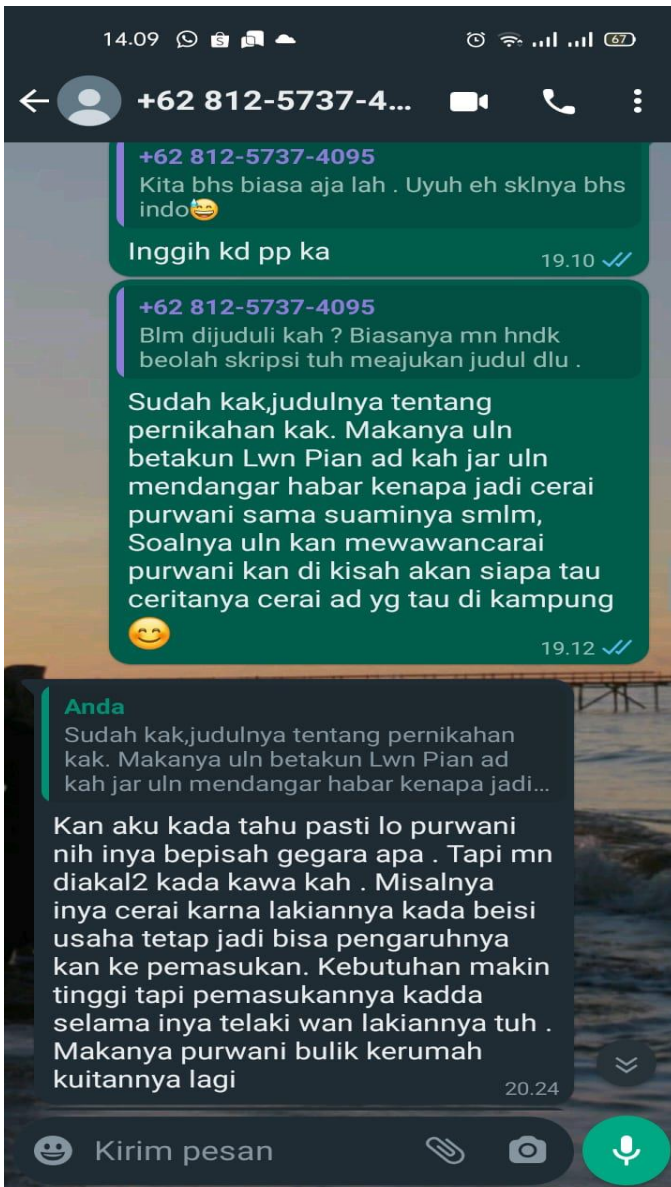 14.09
67
+62 812-5737-4...
+62 812-5737-4095
Kita bhs biasa aja lah . Uyuh eh sklnya bhs
indo😅
Inggih kd pp ka
19.10
+62 812-5737-4095
Blm dijuduli kah ? Biasanya mn hndk
beolah skripsi tuh meajukan judul dlu .
Sudah kak,judulnya tentang
pernikahan kak. Makanya uln
betakun Lwn Pian ad kah jar uln
mendangar habar kenapa jadi cerai
purwani sama suaminya smlm,
Soalnya uln kan mewawancarai
purwani kan di kisah akan siapa tau
ceritanya cerai ad yg tau di kampung
😊
19.12
Anda
Sudah kak,judulnya tentang pernikahan
kak. Makanya uln betakun Lwn Pian ad
kah jar uln mendangar habar kenapa jadi...
Kan aku kada tahu pasti lo purwani
nih inya bepisah gegara apa . Tapi mn
diakal2 kada kawa kah . Misalnya
inya cerai karna lakiannya kada beisi
usaha tetap jadi bisa pengaruhnya
kan ke pemasukan. Kebutuhan makin
tinggi tapi pemasukannya kadda
selama inya telaki wan lakiannya tuh .
Makanya purwani bulik kerumah
kuitannya lagi
20.24
Kirim pesan